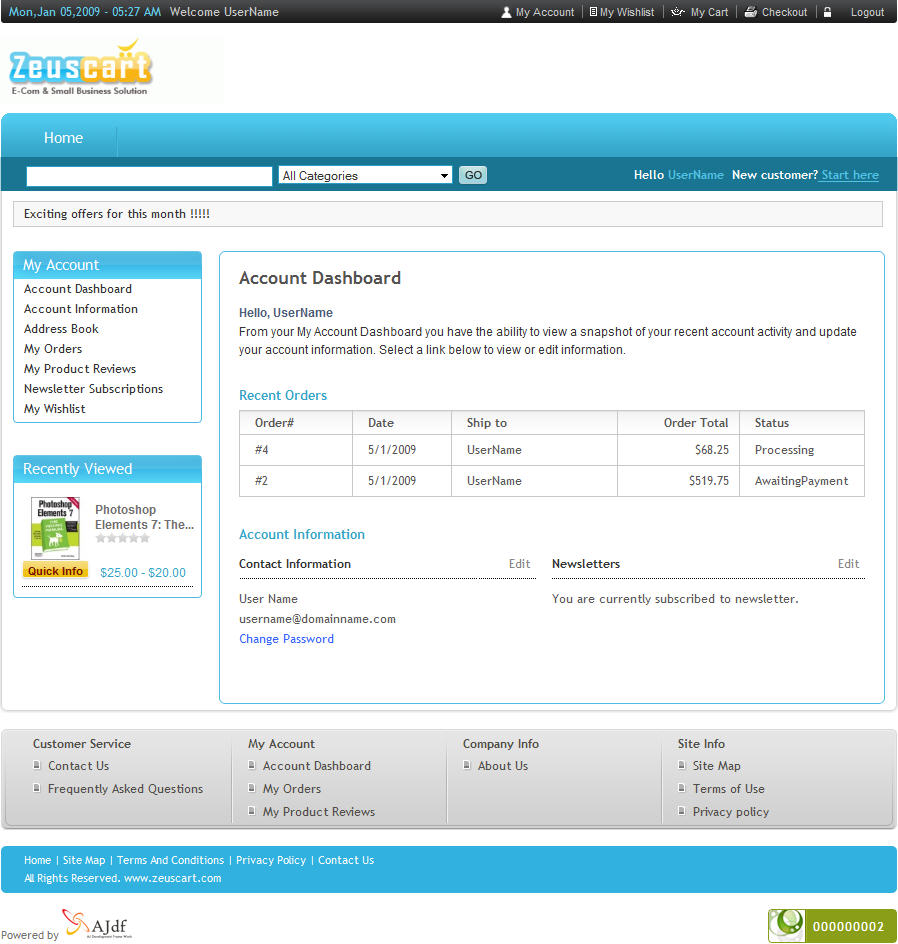 Mon,Jan 05,2009 - 05:27 AM Welcome UserName My Account My Wishlist My Cart Checkout Logout
Zeuscart
E-Com & Small Business Solution
Home
All Categories GO Hello UserName New customer? Start here
Exciting offers for this month !!!!!
My Account
Account Dashboard
Account Information
Address Book
My Orders
My Product Reviews
Newsletter Subscriptions
My Wishlist
Recently Viewed
Photoshop
Elements 7
Photoshop
Elements 7: The...
Quick Info $25.00 - $20.00
Account Dashboard
Hello, UserName
From your My Account Dashboard you have the ability to view a snapshot of your recent account activity and update
your account information. Select a link below to view or edit information.
Recent Orders
Order# Date Ship to Order Total Status
#4 5/1/2009 UserName $68.25 Processing
#2 5/1/2009 UserName $519.75 AwaitingPayment
Account Information
Contact Information Edit Newsletters Edit
User Name You are currently subscribed to newsletter.
username@domainname.com
Change Password
Customer Service
Contact Us
Frequently Asked Questions
My Account
Account Dashboard
My Orders
My Product Reviews
Company Info
About Us
Site Info
Site Map
Terms of Use
Privacy policy
Home | Site Map | Terms And Conditions | Privacy Policy | Contact Us
All Rights Reserved. www.zeuscart.com
Powered by AJdf
000000002